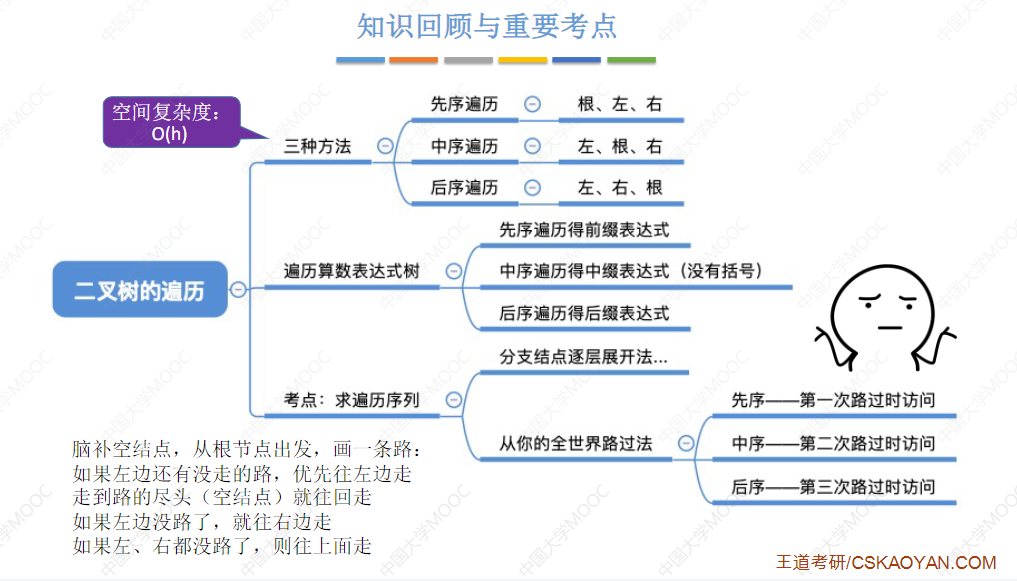 知识回顾与重要考点
空间复杂度：
O(h)
三种方法
先序遍历
根、左、右
中序遍历
左、根、右
后序遍历
左、右、根
二叉树的遍历
遍历算数表达式树
先序遍历得前缀表达式
中序遍历得中缀表达式（没有括号）
后序遍历得后缀表达式
考点：求遍历序列
分支结点逐层展开法...
从你的全世界路过法
先序——第一次路过时访问
中序——第二次路过时访问
后序——第三次路过时访问
脑补空结点，从根节点出发，画一条路：
如果左边还有没走的路，优先往左边走
走到路的尽头（空结点）就往回走
如果左边没路了，就往右边走
如果左、右都没路了，则往上面走
王道考研/CSKAOYAN.COM
中国大学MOOC